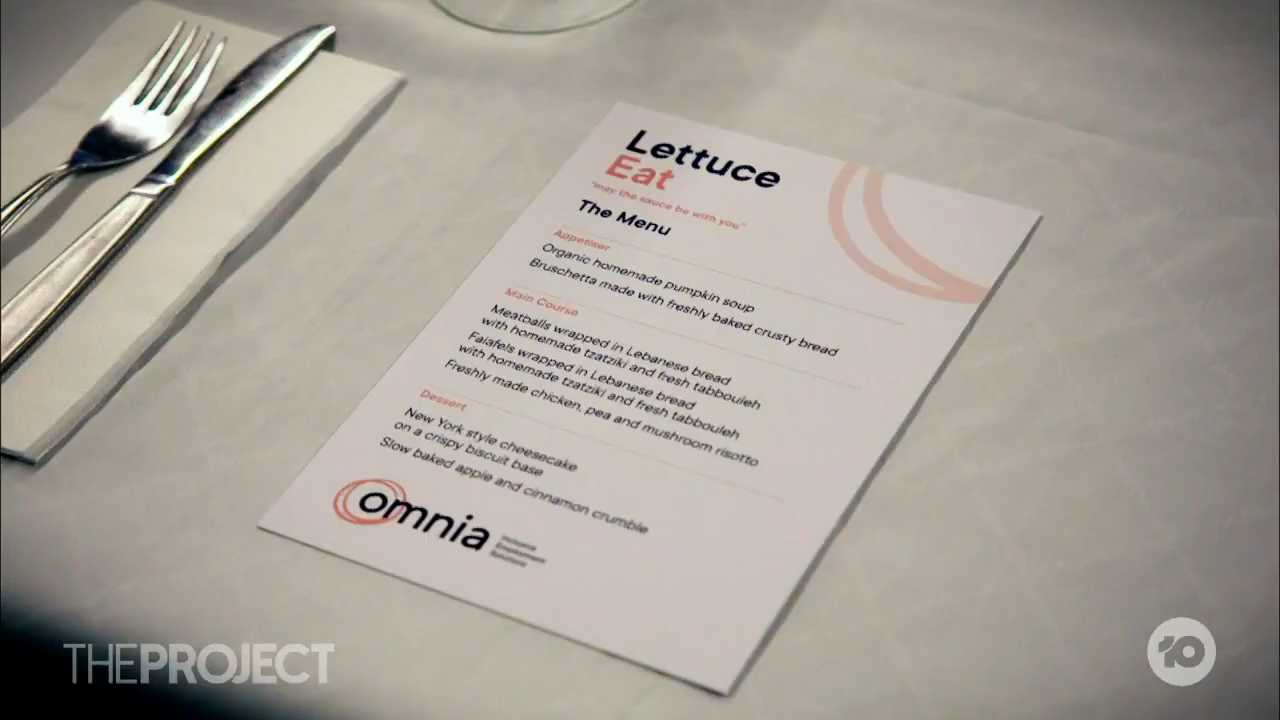 Lettuce
Eat
"may the sauce be with you"
The Menu
Appetiser
Organic homemade pumpkin soup
Bruschetta made with freshly baked crusty bread
Main Course
Meatballs wrapped in Lebanese bread
with homemade tzatziki and fresh tabbouleh
Falafels wrapped in Lebanese bread
with homemade tzatziki and fresh tabbouleh
Freshly made chicken, pea and mushroom risotto
Dessert
New York style cheesecake
on a crispy biscuit base
Slow baked apple and cinnamon crumble
omnia
Inclusive
Employment
Solutions
THEPROJECT
10